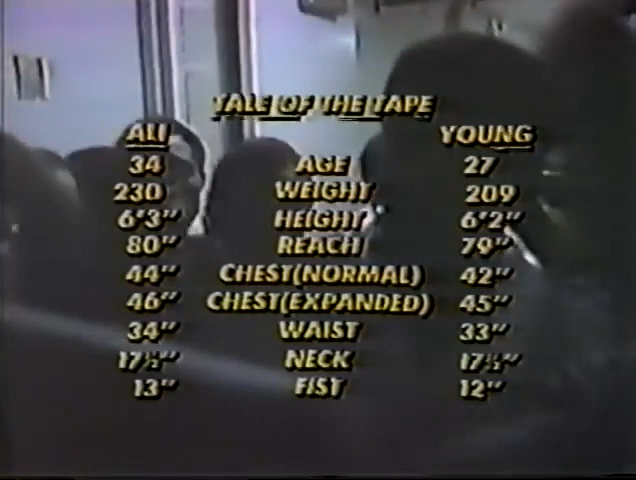 TALE OF THE TAPE
ALI YOUNG
34 AGE 27
230 WEIGHT 209
6'3" HEIGHT 6'2"
80" REACH 79"
44" CHEST(NORMAL) 42"
46" CHEST(EXPANDED) 45"
34" WAIST 33"
17½" NECK 17½"
13" FIST 12"